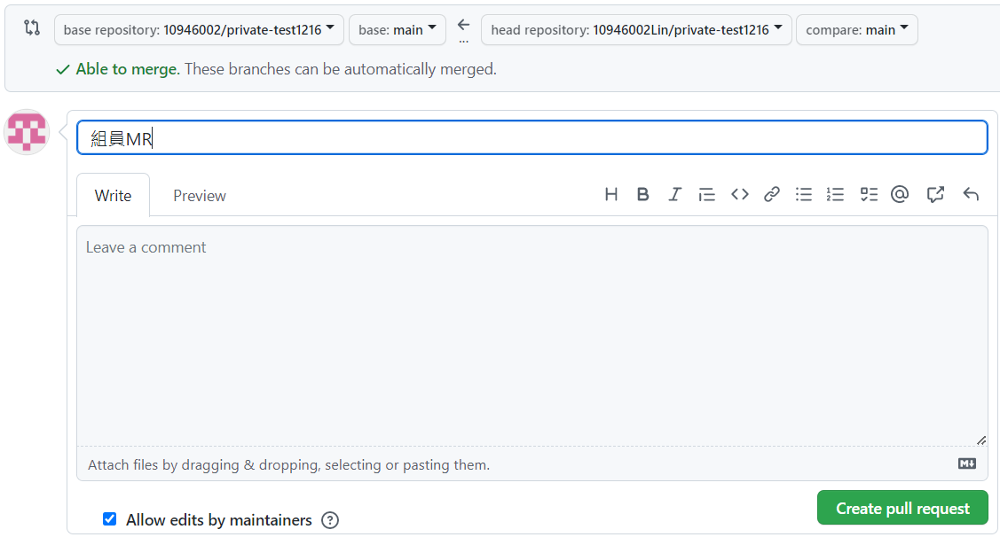 base repository: 10946002/private-test1216 base: main ... head repository: 10946002Lin/private-test1216 compare: main
Able to merge. These branches can be automatically merged.
組員MR
Write Preview
Leave a comment
Attach files by dragging & dropping, selecting or pasting them.
Allow edits by maintainers
Create pull request